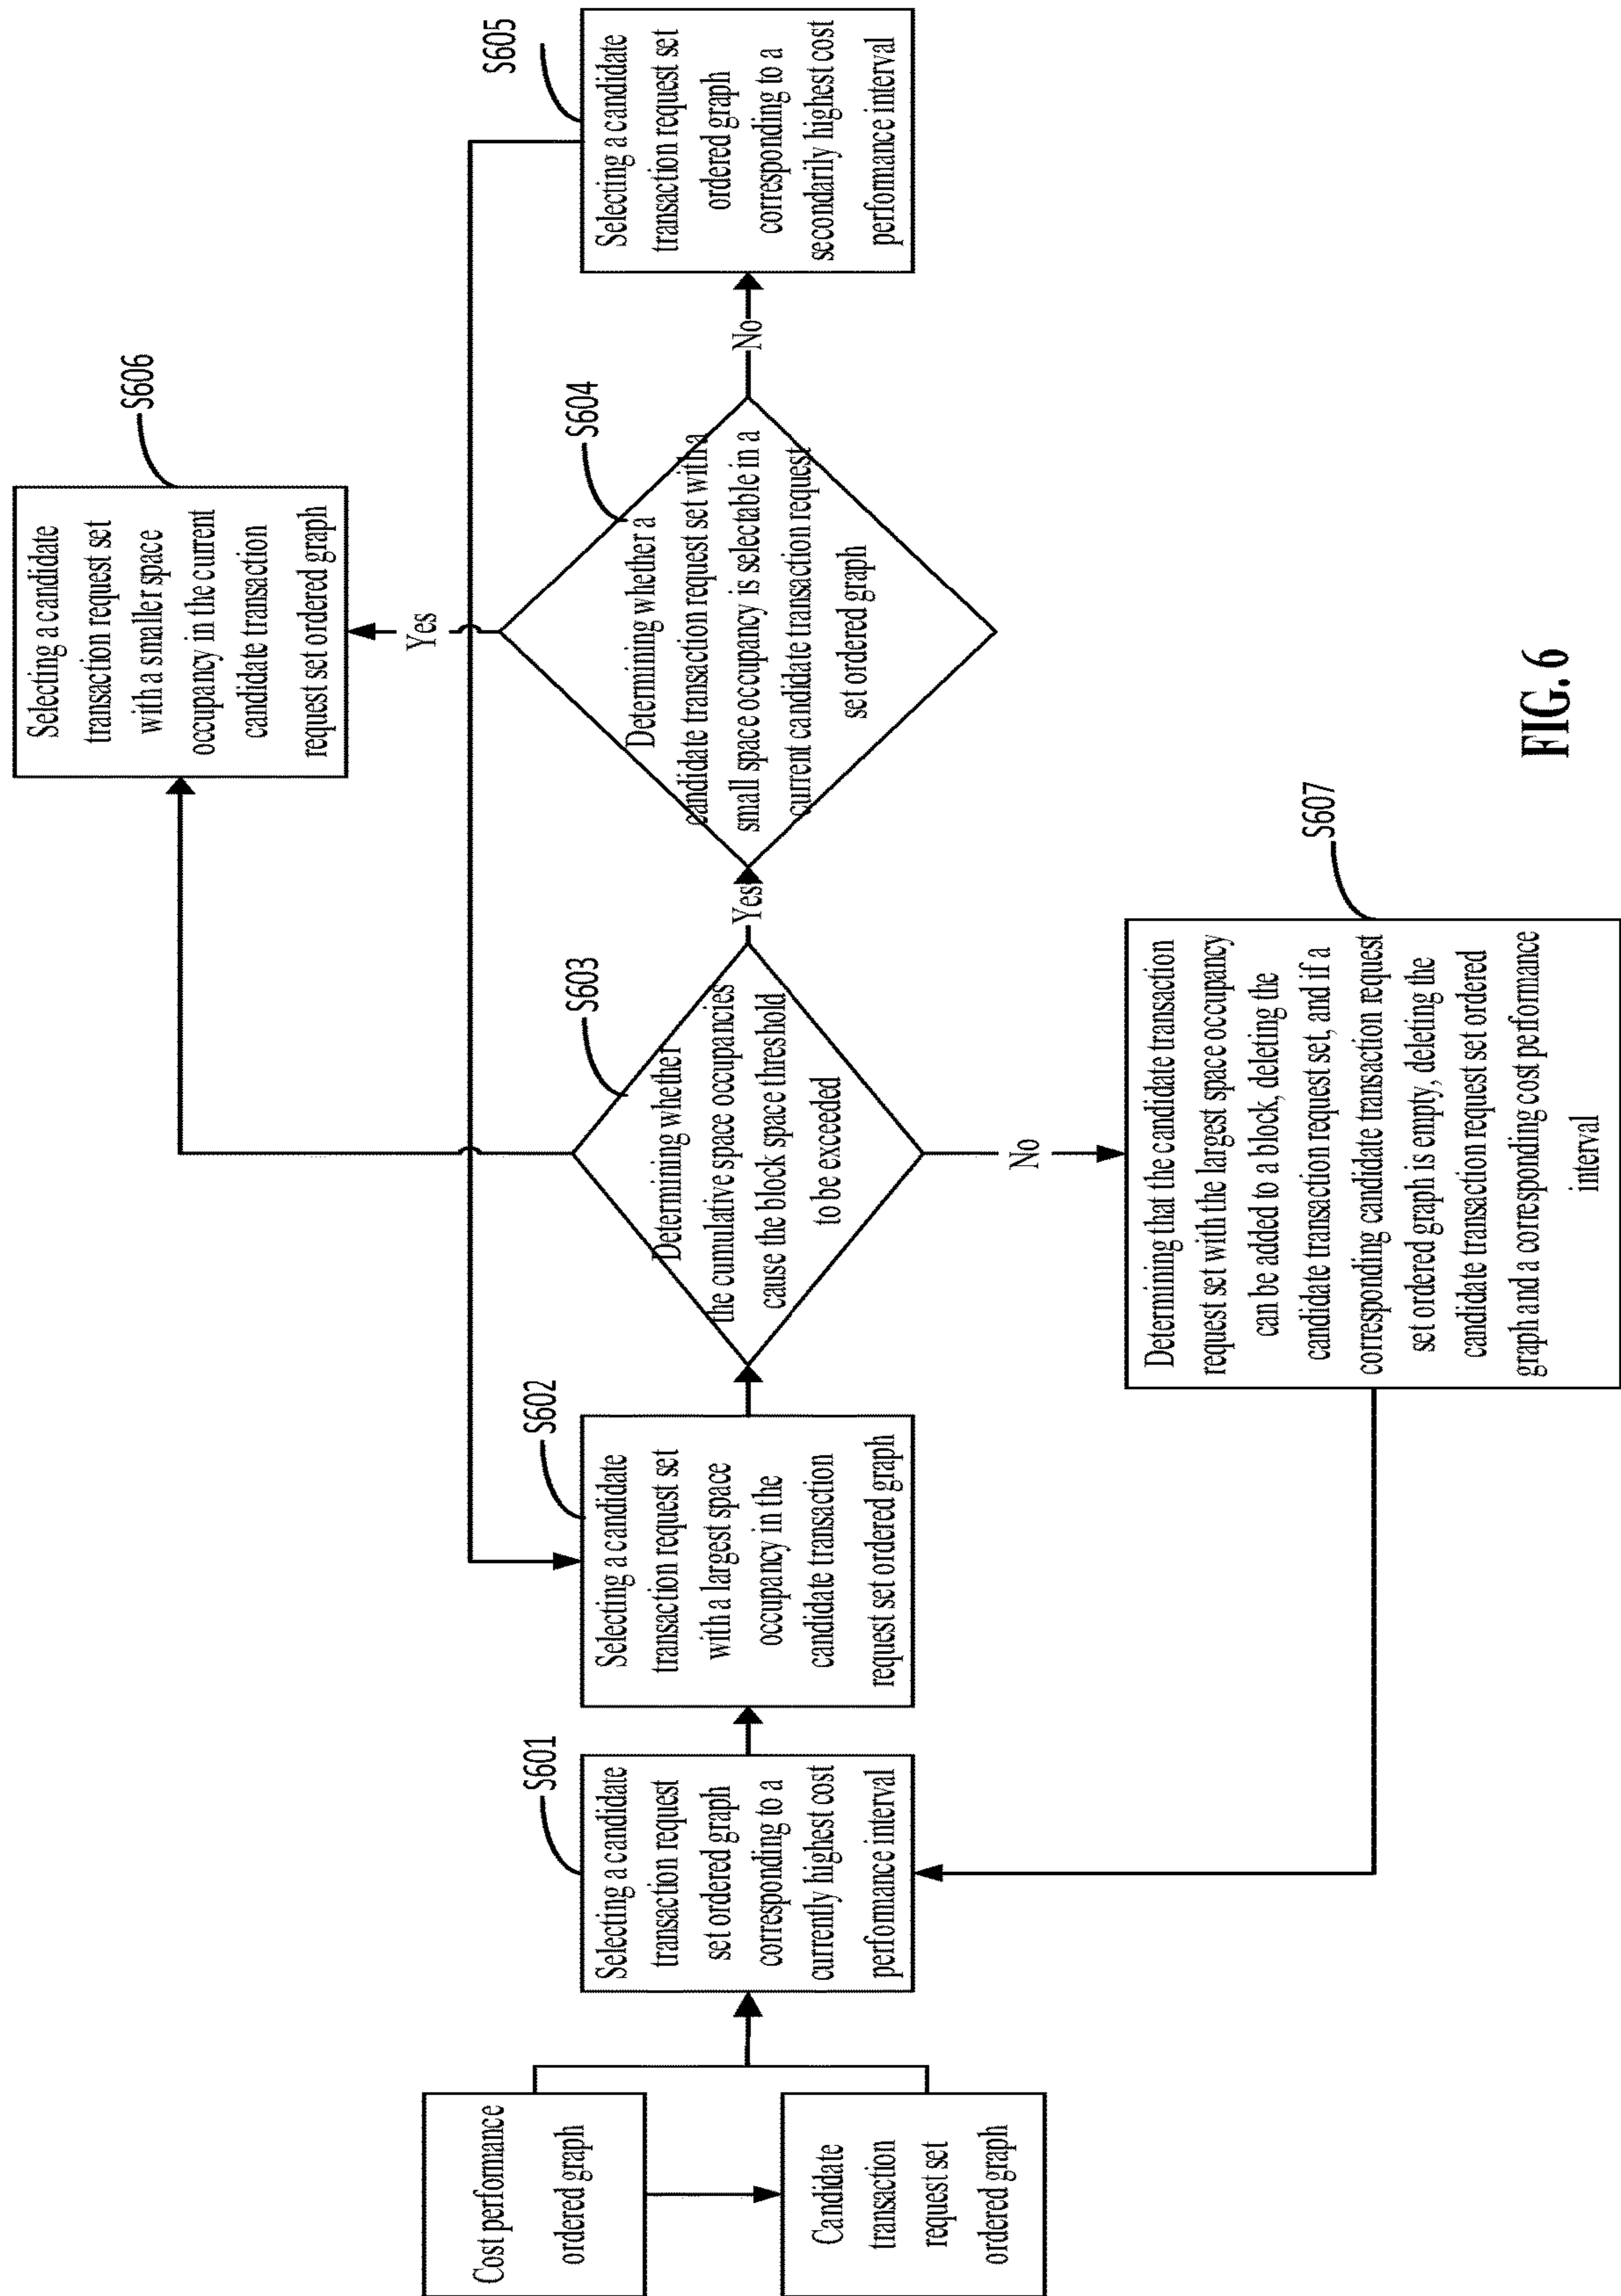 Cost performance
ordered graph
Candidate
transaction
request set
ordered graph
S601
Selecting a candidate
transaction request
set ordered graph
corresponding to a
currently highest cost
performance interval
S602
Selecting a candidate
transaction request set
with a largest space
occupancy in the
candidate transaction
request set ordered graph
S603
Determining whether
the cumulative space occupancies
cause the block space threshold
to be exceeded
Yes
No
S604
Determining whether a
candidate transaction request set with a
small space occupancy is selectable in a
current candidate transaction request
set ordered graph
Yes
No
S605
Selecting a candidate
transaction request set
ordered graph
corresponding to a
secondarily highest cost
performance interval
S606
Selecting a candidate
transaction request set
with a smaller space
occupancy in the current
candidate transaction
request set ordered graph
S607
Determining that the candidate transaction
request set with the largest space occupancy
can be added to a block, deleting the
candidate transaction request set, and if a
corresponding candidate transaction request
set ordered graph is empty, deleting the
candidate transaction request set ordered
graph and a corresponding cost performance
interval
FIG. 6